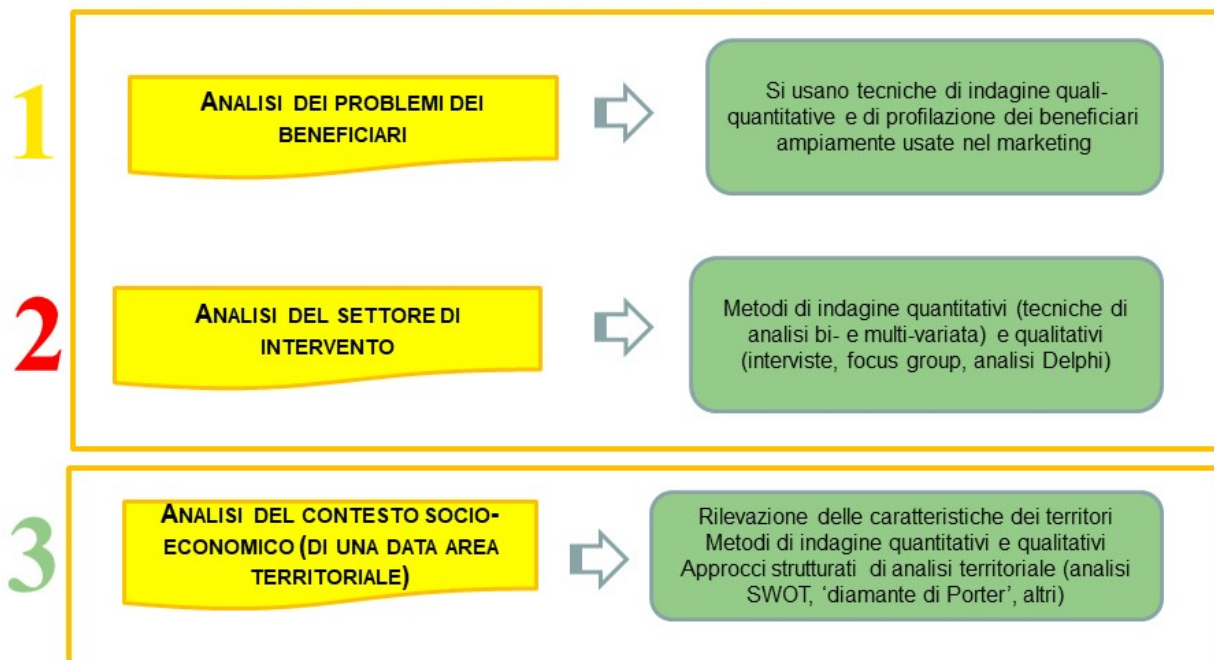 1
ANALISI DEI PROBLEMI DEI
BENEFICIARI
Si usano tecniche di indagine quali-
quantitative e di profilazione dei beneficiari
ampiamente usate nel marketing
2
ANALISI DEL SETTORE DI
INTERVENTO
Metodi di indagine quantitativi (tecniche di
analisi bi- e multi-variata) e qualitativi
(interviste, focus group, analisi Delphi)
3
ANALISI DEL CONTESTO SOCIO-
ECONOMICO (DI UNA DATA AREA
TERRITORIALE)
Rilevazione delle caratteristiche dei territori
Metodi di indagine quantitativi e qualitativi
Approcci strutturati di analisi territoriale (analisi
SWOT, ‘diamante di Porter’, altri)